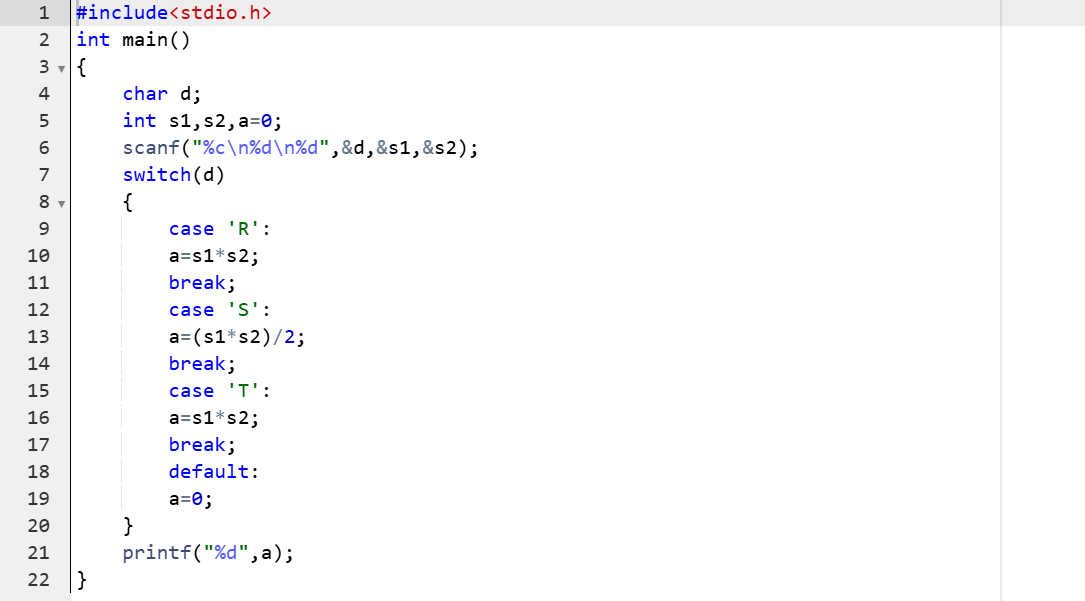 1 #include<stdio.h>
2 int main()
3 {
4 char d;
5 int s1,s2,a=0;
6 scanf("%c\n%d\n%d",&d,&s1,&s2);
7 switch(d)
8 {
9 case 'R':
10 a=s1*s2;
11 break;
12 case 'S':
13 a=(s1*s2)/2;
14 break;
15 case 'T':
16 a=s1*s2;
17 break;
18 default:
19 a=0;
20 }
21 printf("%d",a);
22 }